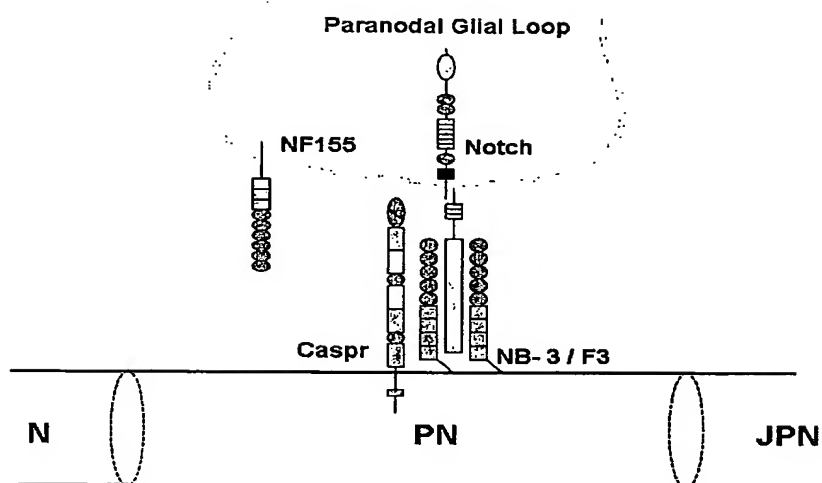 Paranodal Glial Loop
NF155
Notch
Caspr
NB-3 / F3
N
PN
JPN